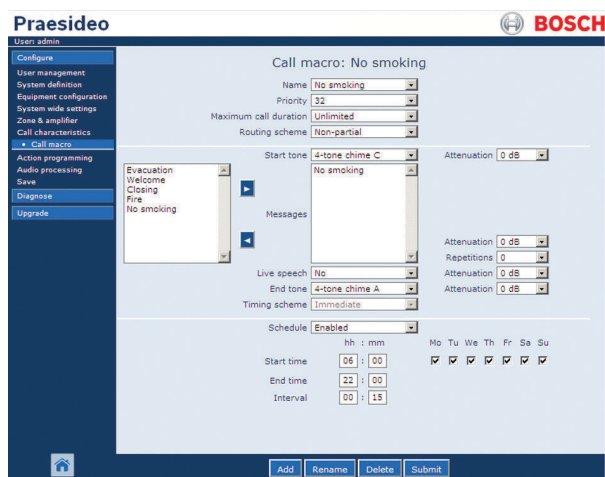 Praesideo
BOSCH
User: admin
Configure
User management
System definition
Equipment configuration
System wide settings
Zone & amplifier
Call characteristics
• Call macro
Action programming
Audio processing
Save
Diagnose
Upgrade
Call macro: No smoking
Name No smoking
Priority 32
Maximum call duration Unlimited
Routing scheme Non-partial
Start tone 4-tone chime C Attenuation 0 dB
Evacuation
Welcome
Closing
Fire
No smoking
Messages
No smoking
Attenuation 0 dB
Repetitions 0
Live speech No Attenuation 0 dB
End tone 4-tone chime A Attenuation 0 dB
Timing scheme Immediate
Schedule Enabled
hh : mm Mo Tu We Th Fr Sa Su
Start time 06 : 00
End time 22 : 00
Interval 00 : 15
Add Rename Delete Submit